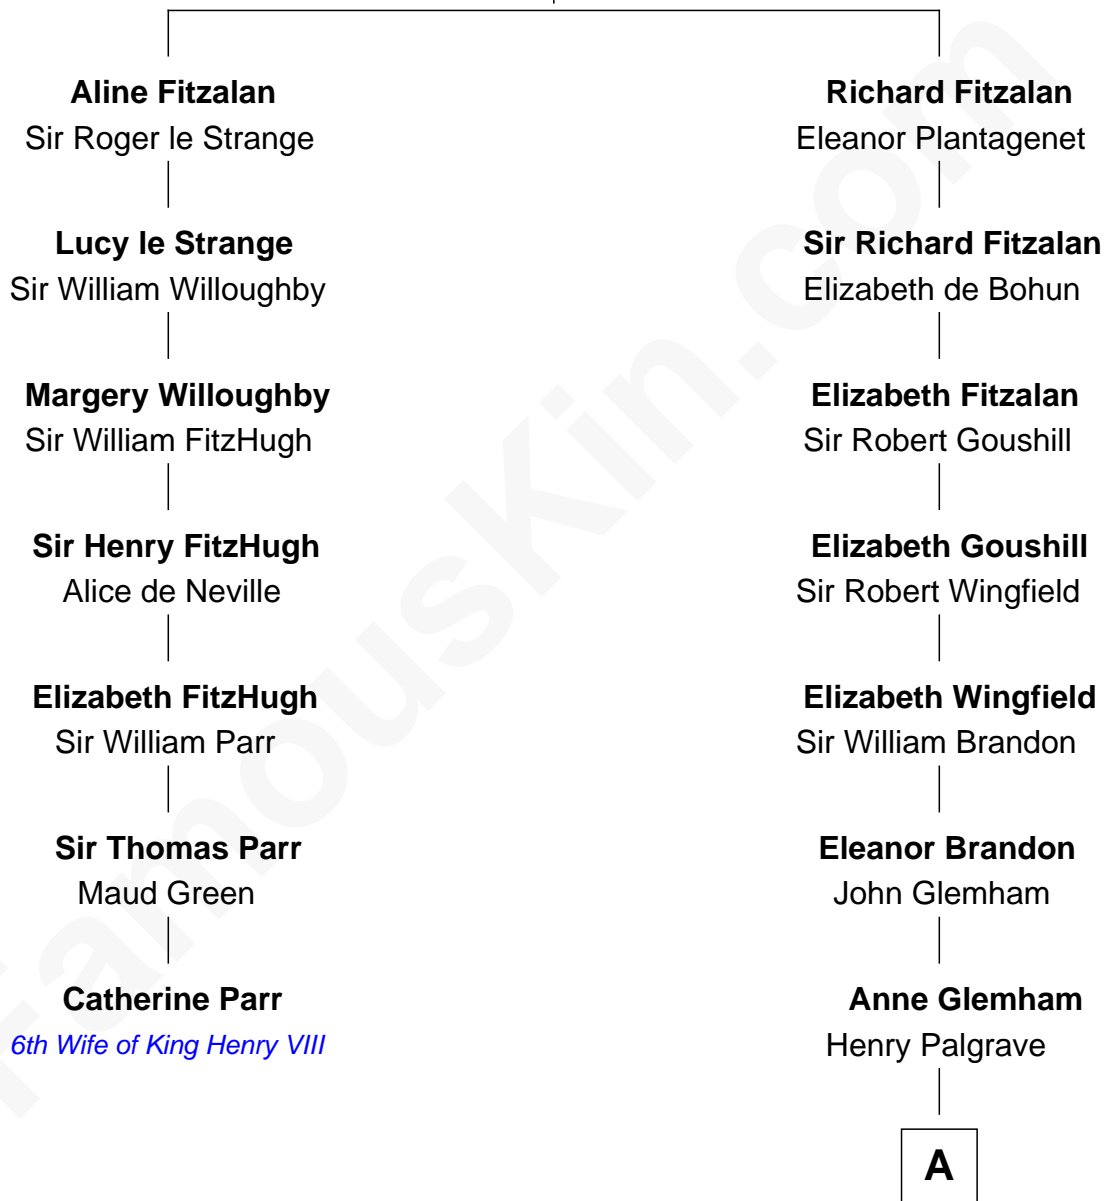 Aline Fitzalan
Sir Roger le Strange
Lucy le Strange
Sir William Willoughby
Margery Willoughby
Sir William FitzHugh
Sir Henry FitzHugh
Alice de Neville
Elizabeth FitzHugh
Sir William Parr
Sir Thomas Parr
Maud Green
Catherine Parr
6th Wife of King Henry VIII
Richard Fitzalan
Eleanor Plantagenet
Sir Richard Fitzalan
Elizabeth de Bohun
Elizabeth Fitzalan
Sir Robert Goushill
Elizabeth Goushill
Sir Robert Wingfield
Elizabeth Wingfield
Sir William Brandon
Eleanor Brandon
John Glemham
Anne Glemham
Henry Palgrave
A
FamousKin.com